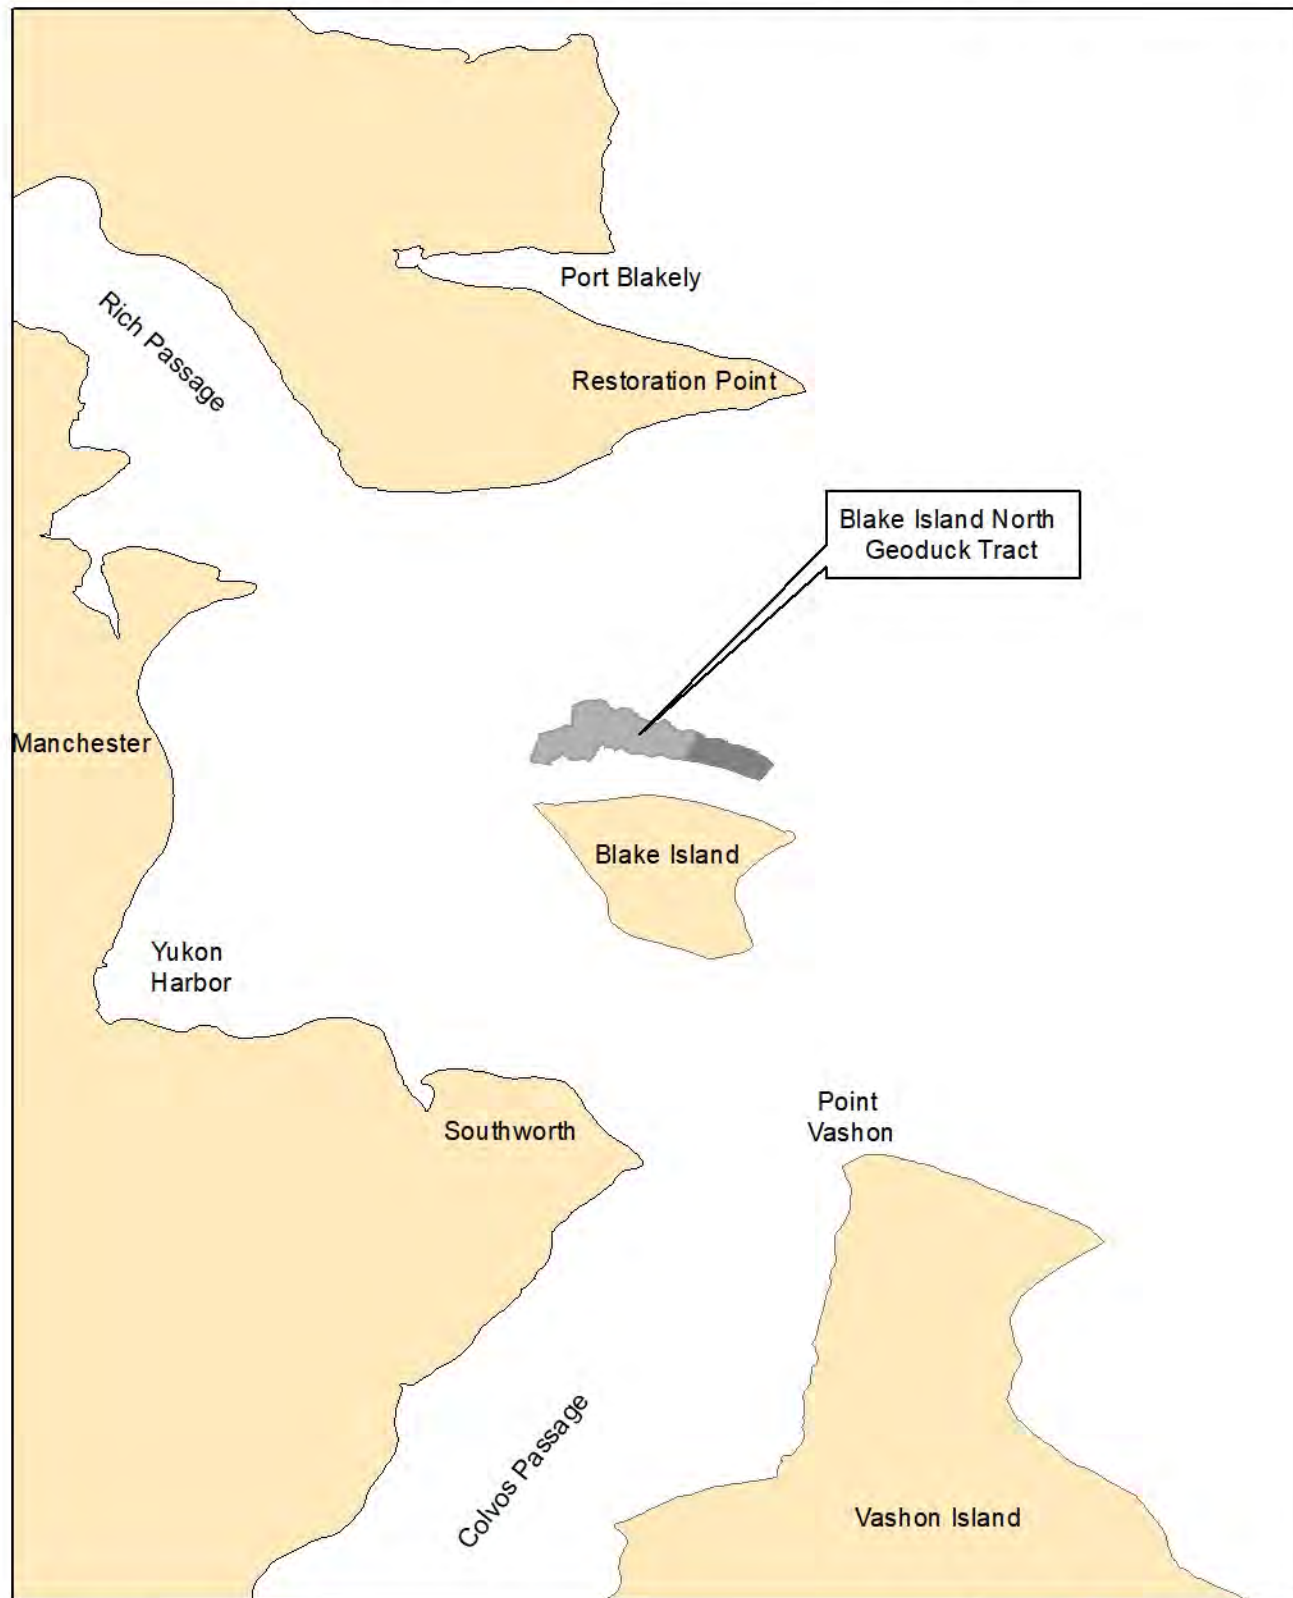 Port Blakely
Rich Passage
Restoration Point
Blake Island North
Geoduck Tract
Manchester
Blake Island
Yukon
Harbor
Point
Vashon
Southworth
Colvos Passage
Vashon Island